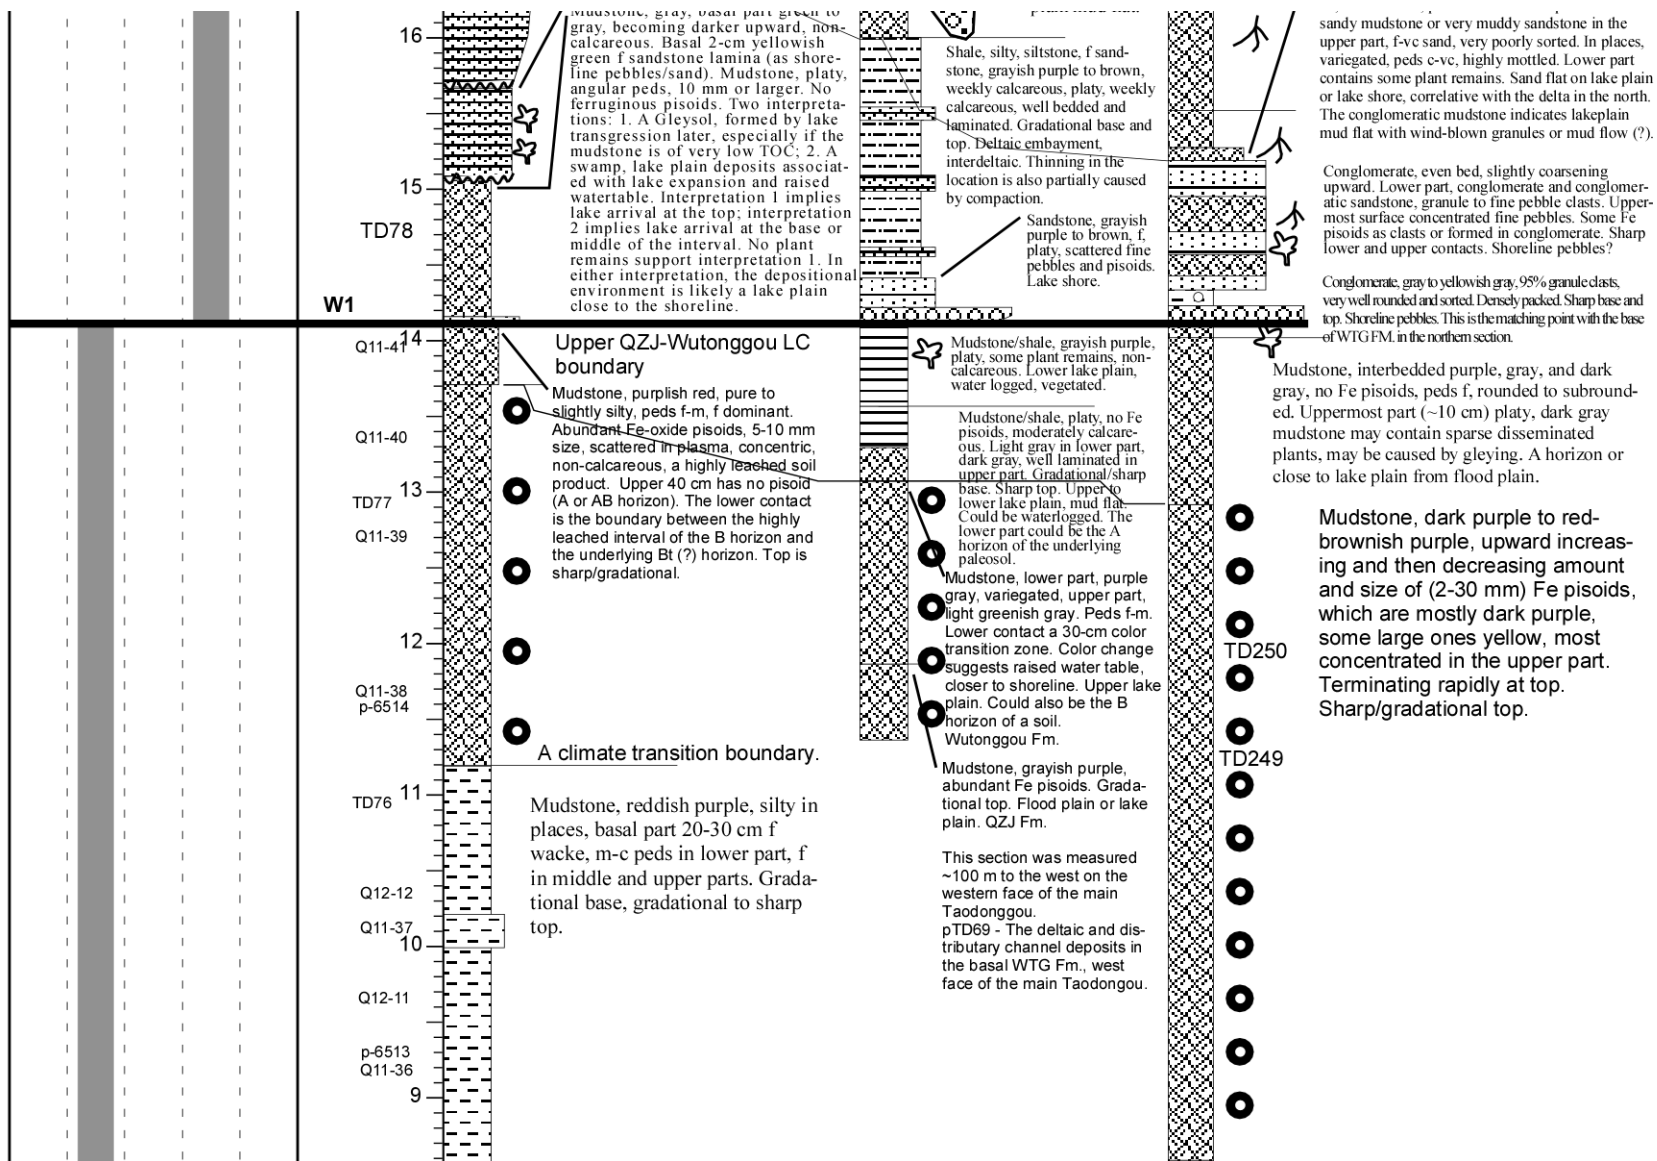 16
15
TD78
W1
Mudstone, gray, basal part green to
gray, becoming darker upward, non-
calcareous. Basal 2-cm yellowish
green f sandstone lamina (as shore-
line pebbles/sand). Mudstone, platy,
angular peds, 10 mm or larger. No
ferruginous pisoids. Two interpreta-
tions: 1. A Gleysol, formed by lake
transgression later, especially if the
mudstone is of very low TOC; 2. A
swamp, lake plain deposits associat-
ed with lake expansion and raised
watertable. Interpretation 1 implies
lake arrival at the top; interpretation
2 implies lake arrival at the base or
middle of the interval. No plant
remains support interpretation 1. In
either interpretation, the depositional
environment is likely a lake plain
close to the shoreline.
Shale, silty, siltstone, f sand-
stone, grayish purple to brown,
weekly calcareous, platy, weekly
calcareous, well bedded and
laminated. Gradational base and
top. Deltaic embayment,
interdeltaic. Thinning in the
location is also partially caused
by compaction.
Sandstone, grayish
purple to brown, f,
platy, scattered fine
pebbles and pisoids.
Lake shore.
sandy mudstone or very muddy sandstone in the
upper part, f-vc sand, very poorly sorted. In places,
variegated, peds c-vc, highly mottled. Lower part
contains some plant remains. Sand flat on lake plain
or lake shore, correlative with the delta in the north.
The conglomeratic mudstone indicates lakeplain
mud flat with wind-blown granules or mud flow (?).
Conglomerate, even bed, slightly coarsening
upward. Lower part, conglomerate and conglomer-
atic sandstone, granule to fine pebble clasts. Upper-
most surface concentrated fine pebbles. Some Fe
pisoids as clasts or formed in conglomerate. Sharp
lower and upper contacts. Shoreline pebbles?
Conglomerate, gray to yellowish gray, 95% granule clasts,
very well rounded and sorted. Densely packed. Sharp base and
top. Shoreline pebbles. This is the matching point with the base
of WTG FM. in the northern section.
14
Q11-41
Q11-40
13
TD77
Q11-39
12
Q11-38
p-6514
11
TD76
Q12-12
Q11-37
10
Q12-11
p-6513
Q11-36
9
Upper QZJ-Wutonggou LC
boundary
Mudstone, purplish red, pure to
slightly silty, peds f-m, f dominant.
Abundant Fe-oxide pisoids, 5-10 mm
size, scattered in plasma, concentric,
non-calcareous, a highly leached soil
product. Upper 40 cm has no pisoid
(A or AB horizon). The lower contact
is the boundary between the highly
leached interval of the B horizon and
the underlying Bt (?) horizon. Top is
sharp/gradational.
A climate transition boundary.
Mudstone, reddish purple, silty in
places, basal part 20-30 cm f
wacke, m-c peds in lower part, f
in middle and upper parts. Grada-
tional base, gradational to sharp
top.
Mudstone/shale, grayish purple,
platy, some plant remains, non-
calcareous. Lower lake plain,
water logged, vegetated.
Mudstone/shale, platy, no Fe
pisoids, moderately calcare-
ous. Light gray in lower part,
dark gray, well laminated in
upper part. Gradational/sharp
base. Sharp top. Upper to
lower lake plain, mud flat.
Could be waterlogged. The
lower part could be the A
horizon of the underlying
paleosol.
Mudstone, lower part, purple
gray, variegated, upper part,
light greenish gray. Peds f-m.
Lower contact a 30-cm color
transition zone. Color change
suggests raised water table,
closer to shoreline. Upper lake
plain. Could also be the B
horizon of a soil.
Wutonggou Fm.
Mudstone, grayish purple,
abundant Fe pisoids. Grada-
tional top. Flood plain or lake
plain. QZJ Fm.
This section was measured
~100 m to the west on the
western face of the main
Taodonggou.
pTD69 - The deltaic and dis-
tributary channel deposits in
the basal WTG Fm., west
face of the main Taodongou.
Mudstone, interbedded purple, gray, and dark
gray, no Fe pisoids, peds f, rounded to subround-
ed. Uppermost part (~10 cm) platy, dark gray
mudstone may contain sparse disseminated
plants, may be caused by gleying. A horizon or
close to lake plain from flood plain.
TD250
TD249
Mudstone, dark purple to red-
brownish purple, upward increas-
ing and then decreasing amount
and size of (2-30 mm) Fe pisoids,
which are mostly dark purple,
some large ones yellow, most
concentrated in the upper part.
Terminating rapidly at top.
Sharp/gradational top.